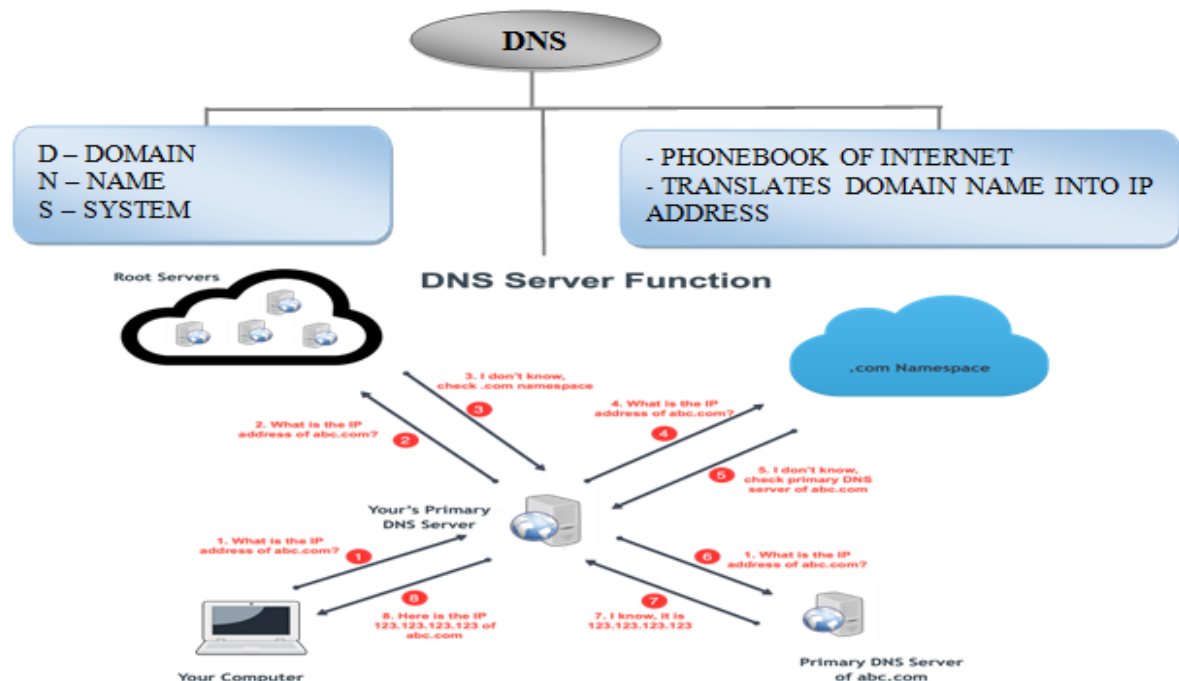 DNS
D – DOMAIN
N – NAME
S – SYSTEM
- PHONEBOOK OF INTERNET
- TRANSLATES DOMAIN NAME INTO IP
ADDRESS
Root Servers
DNS Server Function
.com Namespace
3. I don't know,
check .com namespace
3
4. What is the IP
address of abc.com?
4
2. What is the IP
address of abc.com?
2
5
5. I don't know,
check primary DNS
server of abc.com
Your's Primary
DNS Server
1. What is the IP
address of abc.com?
1
6
1. What is the IP
address of abc.com?
8
8. Here is the IP
123.123.123.123 of
abc.com
7
7. I know, it is
123.123.123.123
Your Computer
Primary DNS Server
of abc.com